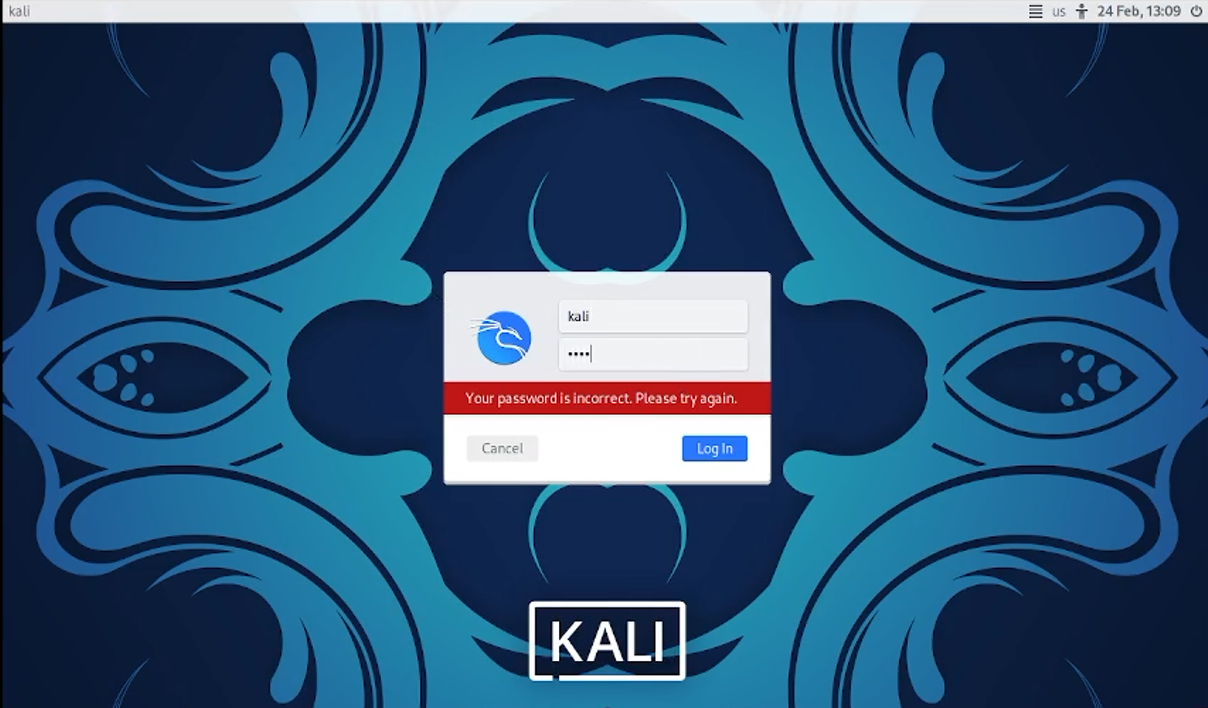 kali
us
24 Feb, 13:09
kali
••••
Your password is incorrect. Please try again.
Cancel
Log In
KALI